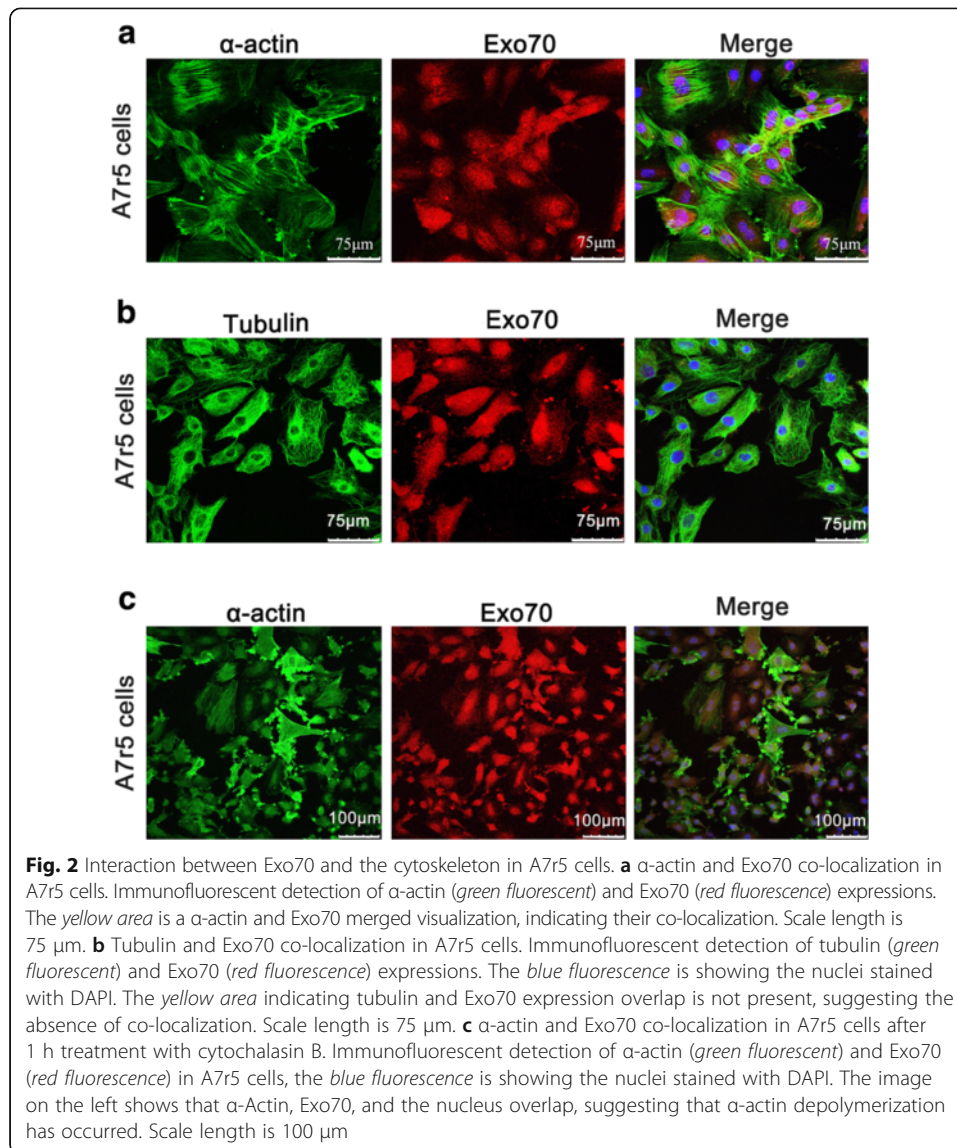 a
α-actin Exo70 Merge
A7r5 cells
75μm 75μm 75μm
b
Tubulin Exo70 Merge
A7r5 cells
75μm 75μm 75μm
c
α-actin Exo70 Merge
A7r5 cells
100μm 100μm 100μm
Fig. 2 Interaction between Exo70 and the cytoskeleton in A7r5 cells. a α-actin and Exo70 co-localization in
A7r5 cells. Immunofluorescent detection of α-actin (green fluorescent) and Exo70 (red fluorescence) expressions.
The yellow area is a α-actin and Exo70 merged visualization, indicating their co-localization. Scale length is
75 μm. b Tubulin and Exo70 co-localization in A7r5 cells. Immunofluorescent detection of tubulin (green
fluorescent) and Exo70 (red fluorescence) expressions. The blue fluorescence is showing the nuclei stained
with DAPI. The yellow area indicating tubulin and Exo70 expression overlap is not present, suggesting the
absence of co-localization. Scale length is 75 μm. c α-actin and Exo70 co-localization in A7r5 cells after
1 h treatment with cytochalasin B. Immunofluorescent detection of α-actin (green fluorescent) and Exo70
(red fluorescence) in A7r5 cells, the blue fluorescence is showing the nuclei stained with DAPI. The image
on the left shows that α-Actin, Exo70, and the nucleus overlap, suggesting that α-actin depolymerization
has occurred. Scale length is 100 μm